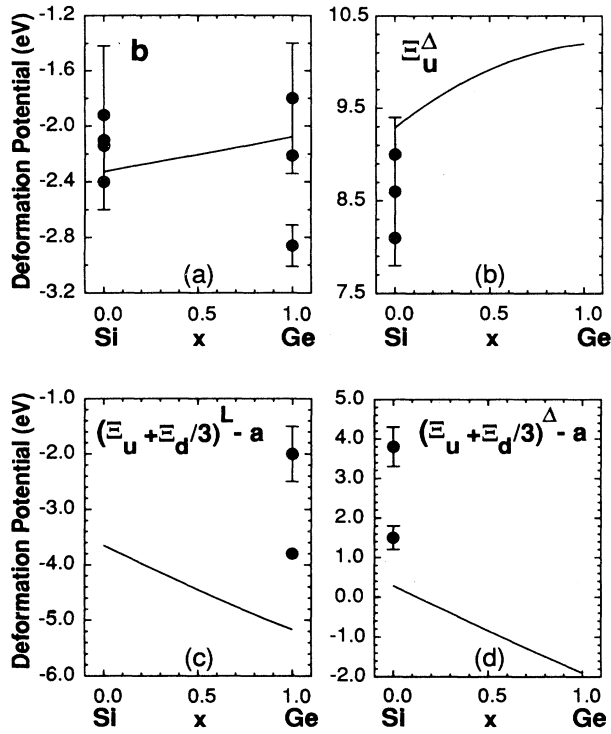 Deformation Potential (eV)
-1.2
-1.6
-2.0
-2.4
-2.8
-3.2
b
(a)
0.0 0.5 1.0
Si x Ge
10.5
9.5
8.5
7.5
Ξ_u^Δ
(b)
0.0 0.5 1.0
Si x Ge
Deformation Potential (eV)
-1.0
-2.0
-3.0
-4.0
-5.0
-6.0
(Ξ_u +Ξ_d/3)^L - a
(c)
0.0 0.5 1.0
Si x Ge
5.0
4.0
3.0
2.0
1.0
0.0
-1.0
-2.0
(Ξ_u +Ξ_d/3)^Δ - a
(d)
0.0 0.5 1.0
Si x Ge